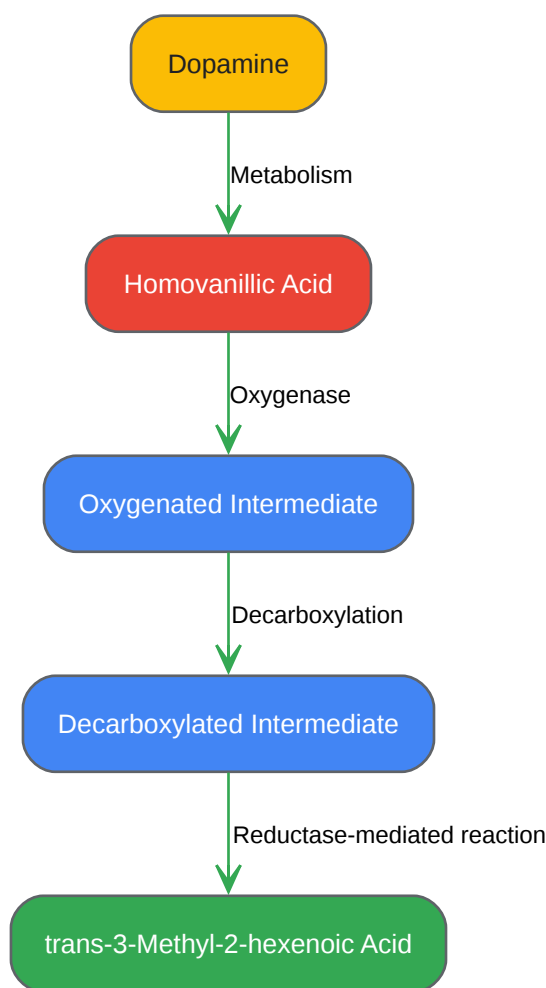 Dopamine
Metabolism
Homovanillic Acid
Oxygenase
Oxygenated Intermediate
Decarboxylation
Decarboxylated Intermediate
Reductase-mediated reaction
trans-3-Methyl-2-hexenoic Acid